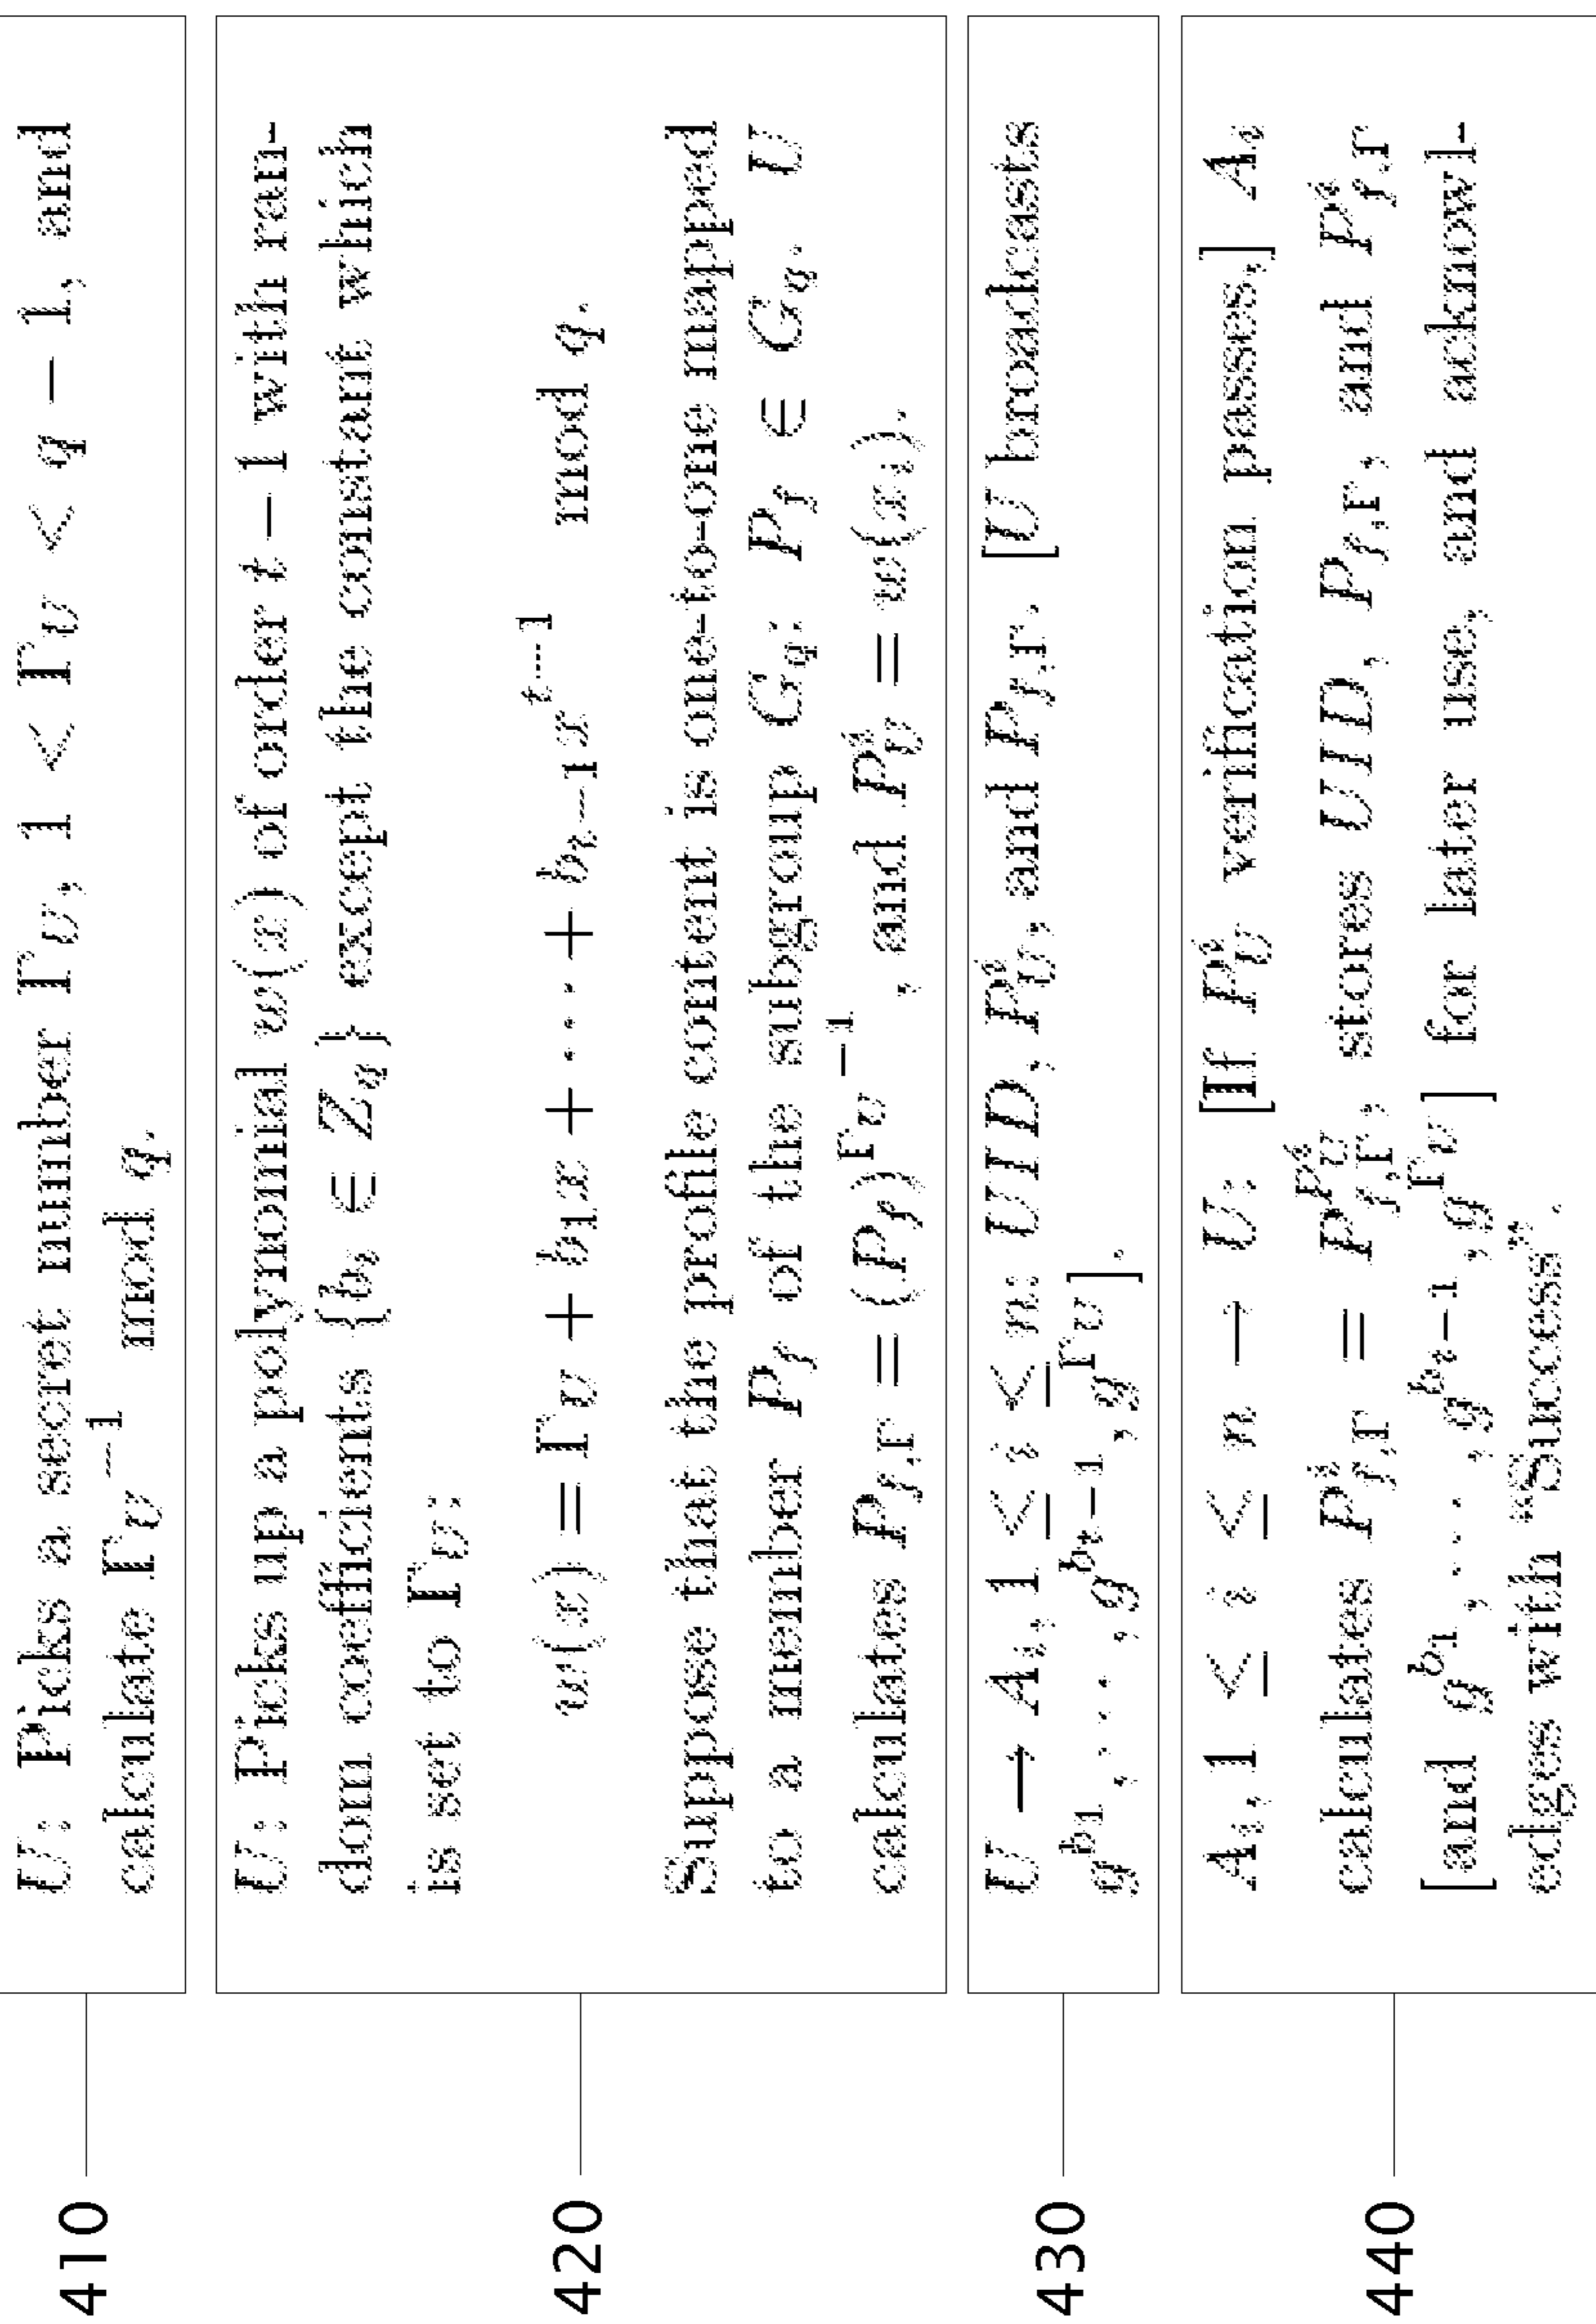 410
U: Picks a secret number Γ_U, 1 < Γ_U < q − 1, and
calculate Γ_U^{−1} mod q.
420
U: Picks up a polymomial w(x) of order t − 1 with ran-
dom coefficients {b_i ∈ Z_q} except the constant which
is set to Γ_U:
w(x) = Γ_U + b_1x + ··· + b_{t−1}x^{t−1} mod q.
Suppose that the profile content is one-to-one mapped
to a member P_f of the subgroup G_q: P_f ∈ G_q. U
calculates P_{f,Γ} = (P_f)^{Γ_U^{−1}}, and P_U^i = w(x_i).
430
U → A_i, 1 ≤ i ≤ n: UID, P_U^i, and P_{f,Γ}. [U broadcasts
g^{b_1}, ··· , g^{b_{t−1}}, g^{Γ_U}].
440
A_i, 1 ≤ i ≤ n → U: [If P_U^i verification passes,] A_i
calculates P_{f,Γ}^i = P_{f,Γ}^{P_U^i}, stores UID, P_{f,Γ}, and P_{f,Γ}^i
[and g^{b_1}, ··· , g^{b_{t−1}}, g^{Γ_U}] for later use, and acknowl-
edges with "Success".